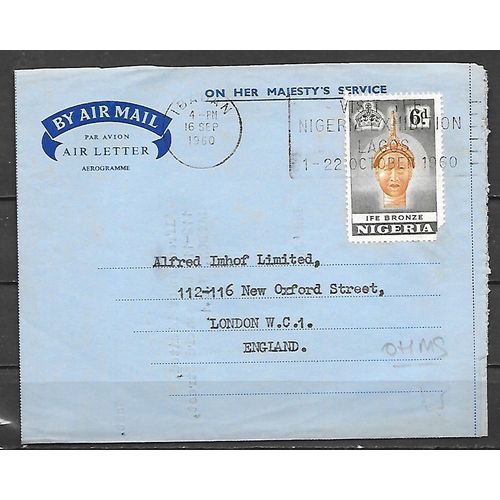 ON HER MAJESTY'S SERVICE
BY AIR MAIL
PAR AVION
AIR LETTER
AEROGRAMME
IBADAN
4 - PM
16 SEP
1960
VISIT THE
NIGERIA EXHIBITION
LAGOS
1-22 OCTOBER 1960
6d
IFE BRONZE
NIGERIA
Alfred Imhof Limited,
112-116 New Oxford Street,
LONDON W.C.1.
ENGLAND.
OHMS